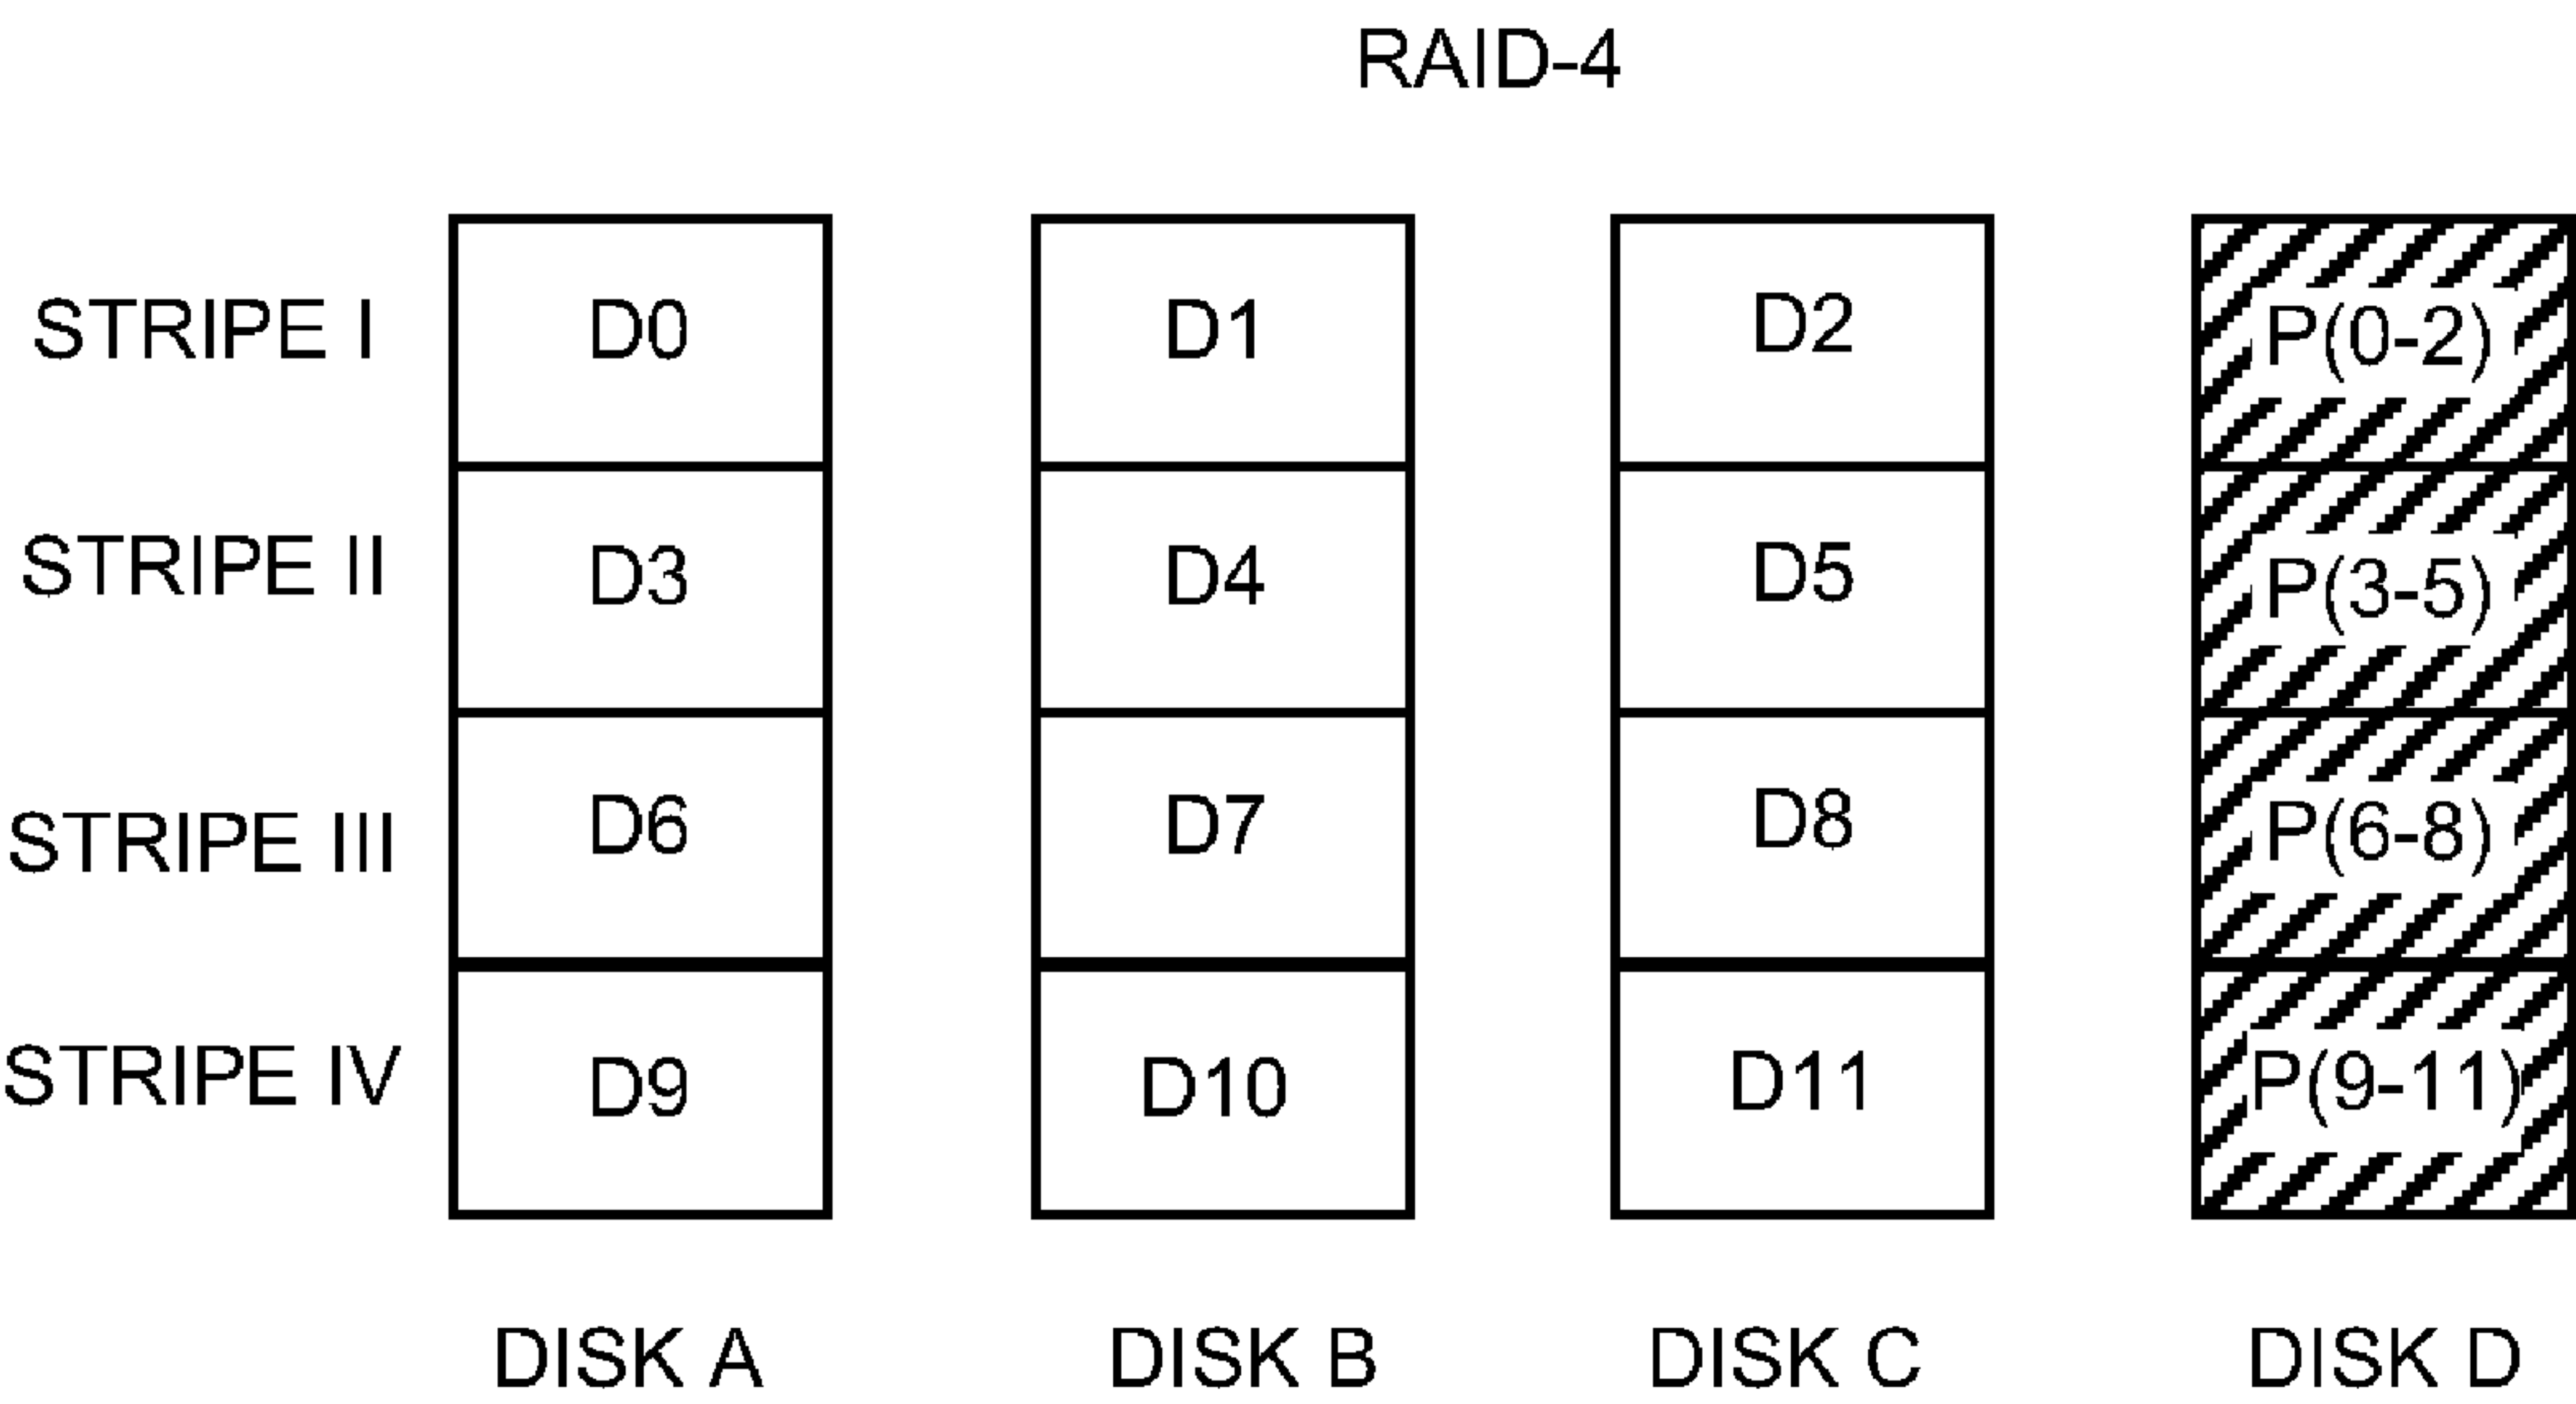 RAID-4
STRIPE I D0 D1 D2 P(0-2)
STRIPE II D3 D4 D5 P(3-5)
STRIPE III D6 D7 D8 P(6-8)
STRIPE IV D9 D10 D11 P(9-11)
DISK A DISK B DISK C DISK D